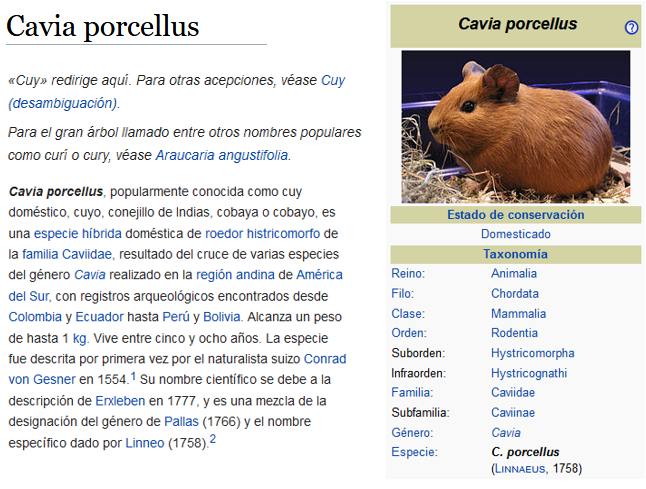 Cavia porcellus
«Cuy» redirige aquí. Para otras acepciones, véase Cuy
(desambiguación).
Para el gran árbol llamado entre otros nombres populares
como curí o cury, véase Araucaria angustifolia.
Cavia porcellus, popularmente conocida como cuy
doméstico, cuyo, conejillo de Indias, cobaya o cobayo, es
una especie híbrida doméstica de roedor histricomorfo de
la familia Caviidae, resultado del cruce de varias especies
del género Cavia realizado en la región andina de América
del Sur, con registros arqueológicos encontrados desde
Colombia y Ecuador hasta Perú y Bolivia. Alcanza un peso
de hasta 1 kg. Vive entre cinco y ocho años. La especie
fue descrita por primera vez por el naturalista suizo Conrad
von Gesner en 1554.1 Su nombre científico se debe a la
descripción de Erxleben en 1777, y es una mezcla de la
designación del género de Pallas (1766) y el nombre
específico dado por Linneo (1758).2
Cavia porcellus ?
Estado de conservación
Domesticado
Taxonomía
Reino: Animalia
Filo: Chordata
Clase: Mammalia
Orden: Rodentia
Suborden: Hystricomorpha
Infraorden: Hystricognathi
Familia: Caviidae
Subfamilia: Caviinae
Género: Cavia
Especie: C. porcellus
(LINNAEUS, 1758)